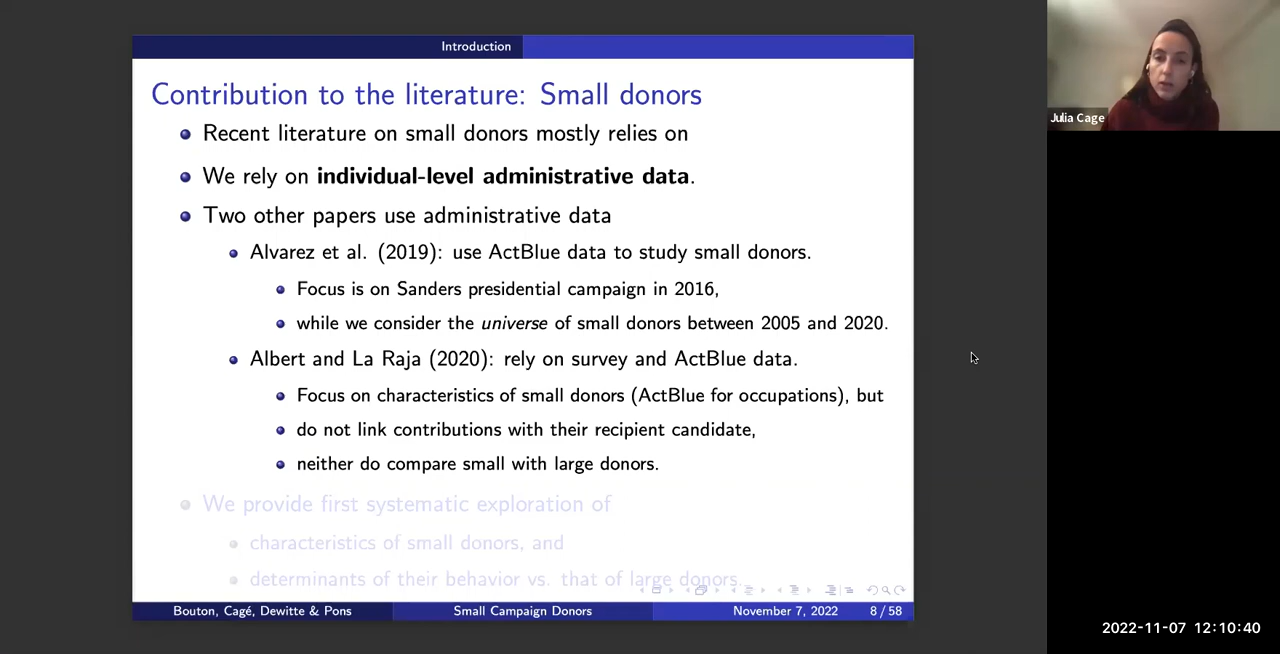 Introduction
Contribution to the literature: Small donors
Recent literature on small donors mostly relies on
We rely on individual-level administrative data.
Two other papers use administrative data
Alvarez et al. (2019): use ActBlue data to study small donors.
Focus is on Sanders presidential campaign in 2016,
while we consider the universe of small donors between 2005 and 2020.
Albert and La Raja (2020): rely on survey and ActBlue data.
Focus on characteristics of small donors (ActBlue for occupations), but
do not link contributions with their recipient candidate,
neither do compare small with large donors.
We provide first systematic exploration of
characteristics of small donors, and
determinants of their behavior vs. that of large donors.
Bouton, Cagé, Dewitte & Pons Small Campaign Donors November 7, 2022 8 / 58
Julia Cage
2022-11-07 12:10:40